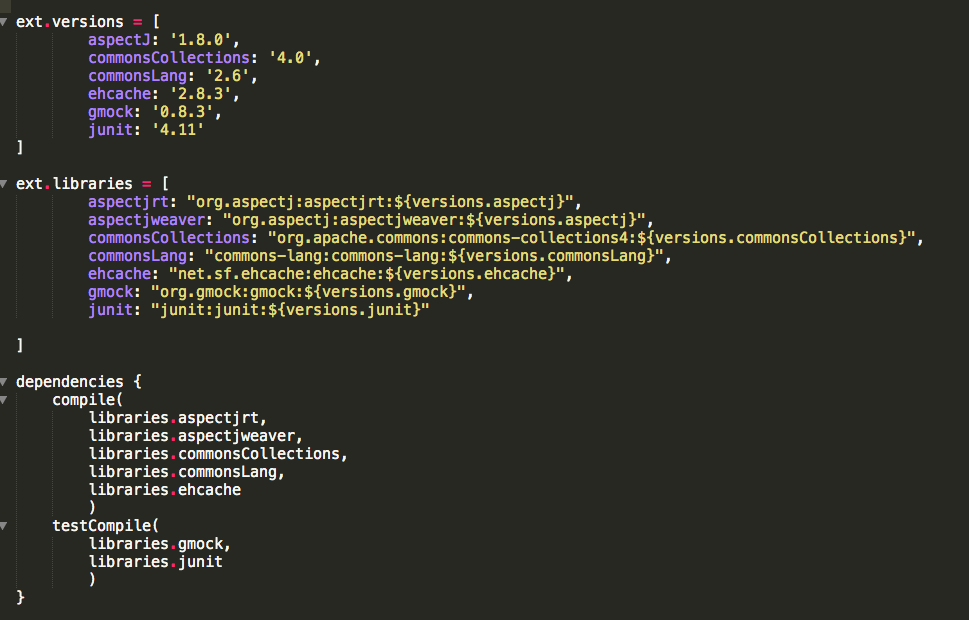 ext.versions = [
aspectJ: '1.8.0',
commonsCollections: '4.0',
commonsLang: '2.6',
ehcache: '2.8.3',
gmock: '0.8.3',
junit: '4.11'
]
ext.libraries = [
aspectjrt: "org.aspectj:aspectjrt:${versions.aspectj}",
aspectjweaver: "org.aspectj:aspectjweaver:${versions.aspectj}",
commonsCollections: "org.apache.commons:commons-collections4:${versions.commonsCollections}",
commonsLang: "commons-lang:commons-lang:${versions.commonsLang}",
ehcache: "net.sf.ehcache:ehcache:${versions.ehcache}",
gmock: "org.gmock:gmock:${versions.gmock}",
junit: "junit:junit:${versions.junit}"
]
dependencies {
compile(
libraries.aspectjrt,
libraries.aspectjweaver,
libraries.commonsCollections,
libraries.commonsLang,
libraries.ehcache
)
testCompile(
libraries.gmock,
libraries.junit
)
}